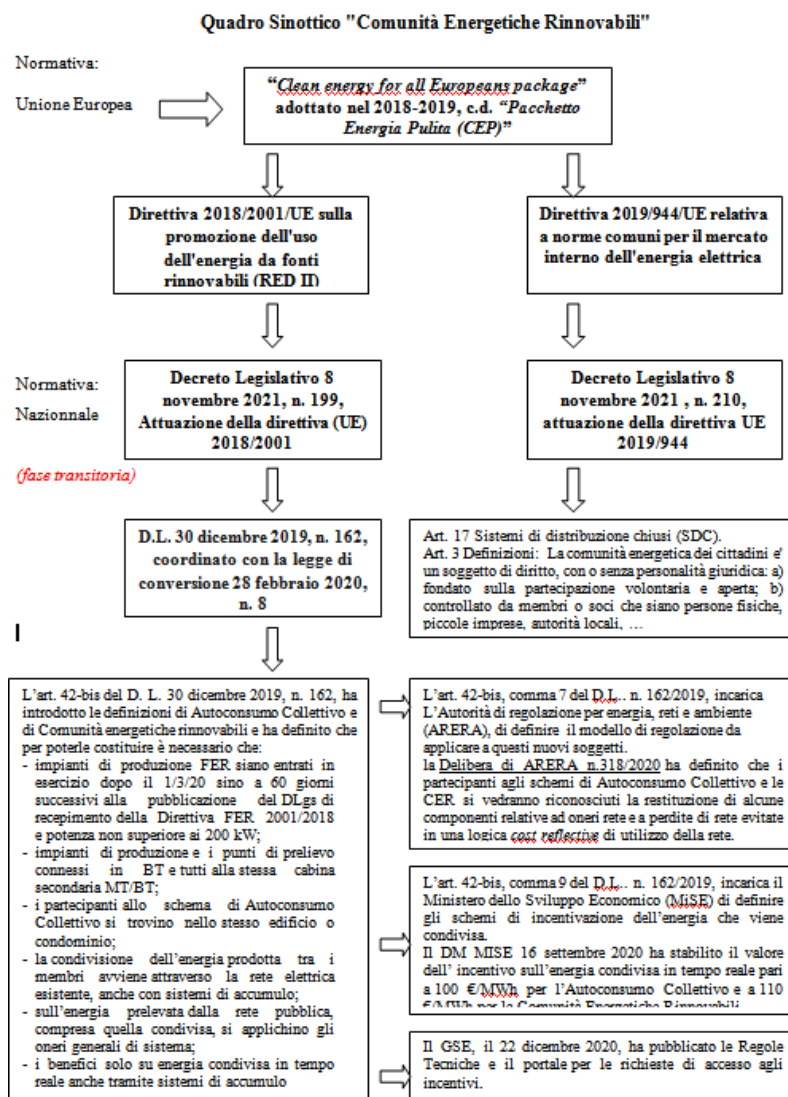 Quadro Sinottico "Comunità Energetiche Rinnovabili"
Normativa:
Unione Europea
“Clean energy for all Europeans package”
adottato nel 2018-2019, c.d. “Pacchetto
Energia Pulita (CEP)”
Direttiva 2018/2001/UE sulla
promozione dell'uso
dell'energia da fonti
rinnovabili (RED II)
Direttiva 2019/944/UE relativa
a norme comuni per il mercato
interno dell'energia elettrica
Normativa:
Nazionnale
(fase transitoria)
Decreto Legislativo 8
novembre 2021, n. 199,
Attuazione della direttiva (UE)
2018/2001
Decreto Legislativo 8
novembre 2021 , n. 210,
attuazione della direttiva UE
2019/944
D.L. 30 dicembre 2019, n. 162,
coordinato con la legge di
conversione 28 febbraio 2020,
n. 8
Art. 17 Sistemi di distribuzione chiusi (SDC).
Art. 3 Definizioni: La comunità energetica dei cittadini e'
un soggetto di diritto, con o senza personalità giuridica: a)
fondato sulla partecipazione volontaria e aperta; b)
controllato da membri o soci che siano persone fisiche,
piccole imprese, autorità locali, …
L’art. 42-bis del D. L. 30 dicembre 2019, n. 162, ha
introdotto le definizioni di Autoconsumo Collettivo e
di Comunità energetiche rinnovabili e ha definito che
per poterle costituire è necessario che:
- impianti di produzione FER siano entrati in
esercizio dopo il 1/3/20 sino a 60 giorni
successivi alla pubblicazione del DLgs di
recepimento della Direttiva FER 2001/2018
e potenza non superiore ai 200 kW;
- impianti di produzione e i punti di prelievo
connessi in BT e tutti alla stessa cabina
secondaria MT/BT;
- i partecipanti allo schema di Autoconsumo
Collettivo si trovino nello stesso edificio o
condominio;
- la condivisione dell’energia prodotta tra i
membri avviene attraverso la rete elettrica
esistente, anche con sistemi di accumulo;
- sull’energia prelevata dalla rete pubblica,
compresa quella condivisa, si applichino gli
oneri generali di sistema;
- i benefici solo su energia condivisa in tempo
reale anche tramite sistemi di accumulo
L’art. 42-bis, comma 7 del D.L.. n. 162/2019, incarica
L’Autorità di regolazione per energia, reti e ambiente
(ARERA), di definire il modello di regolazione da
applicare a questi nuovi soggetti.
la Delibera di ARERA n.318/2020 ha definito che i
partecipanti agli schemi di Autoconsumo Collettivo e le
CER si vedranno riconosciuti la restituzione di alcune
componenti relative ad oneri rete e a perdite di rete evitate
in una logica cost reflective di utilizzo della rete.
L’art. 42-bis, comma 9 del D.L.. n. 162/2019, incarica il
Ministero dello Sviluppo Economico (MiSE) di definire
gli schemi di incentivazione dell’energia che viene
condivisa.
Il DM MISE 16 settembre 2020 ha stabilito il valore
dell’ incentivo sull’energia condivisa in tempo reale pari
a 100 €/MWh per l’Autoconsumo Collettivo e a 110
€/MWh per le Comunità Energetiche Rinnovabili
Il GSE, il 22 dicembre 2020, ha pubblicato le Regole
Tecniche e il portale per le richieste di accesso agli
incentivi.